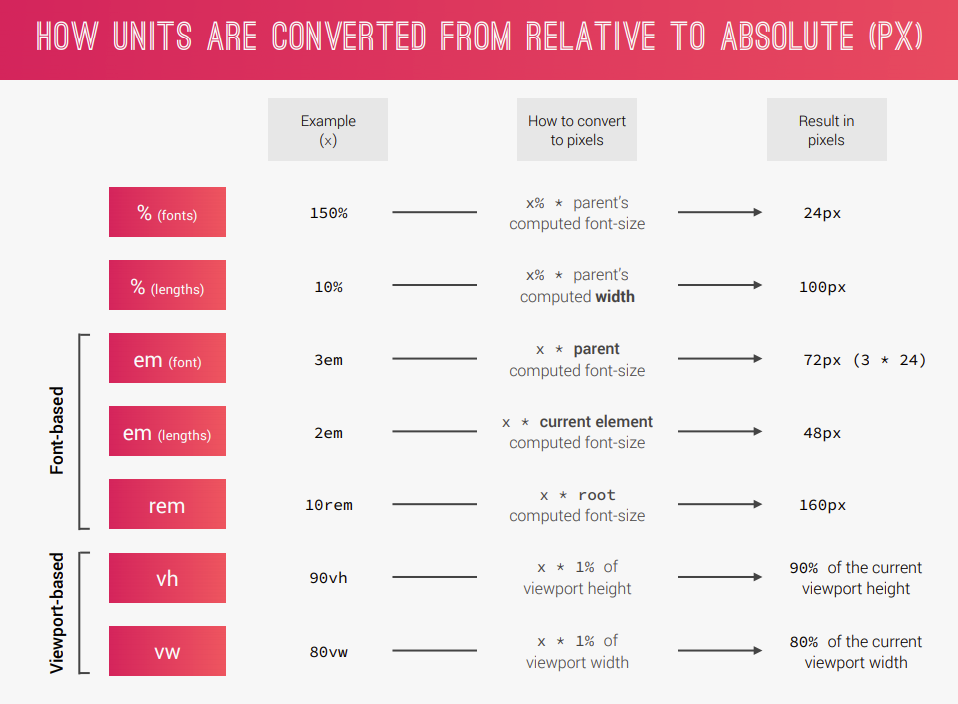 HOW UNITS ARE CONVERTED FROM RELATIVE TO ABSOLUTE (PX)
Example
(x)
How to convert
to pixels
Result in
pixels
% (fonts)
150%
x% * parent's
computed font-size
24px
% (lengths)
10%
x% * parent's
computed width
100px
Font-based
em (font)
3em
x * parent
computed font-size
72px (3 * 24)
em (lengths)
2em
x * current element
computed font-size
48px
rem
10rem
x * root
computed font-size
160px
Viewport-based
vh
90vh
x * 1% of
viewport height
90% of the current
viewport height
vw
80vw
x * 1% of
viewport width
80% of the current
viewport width